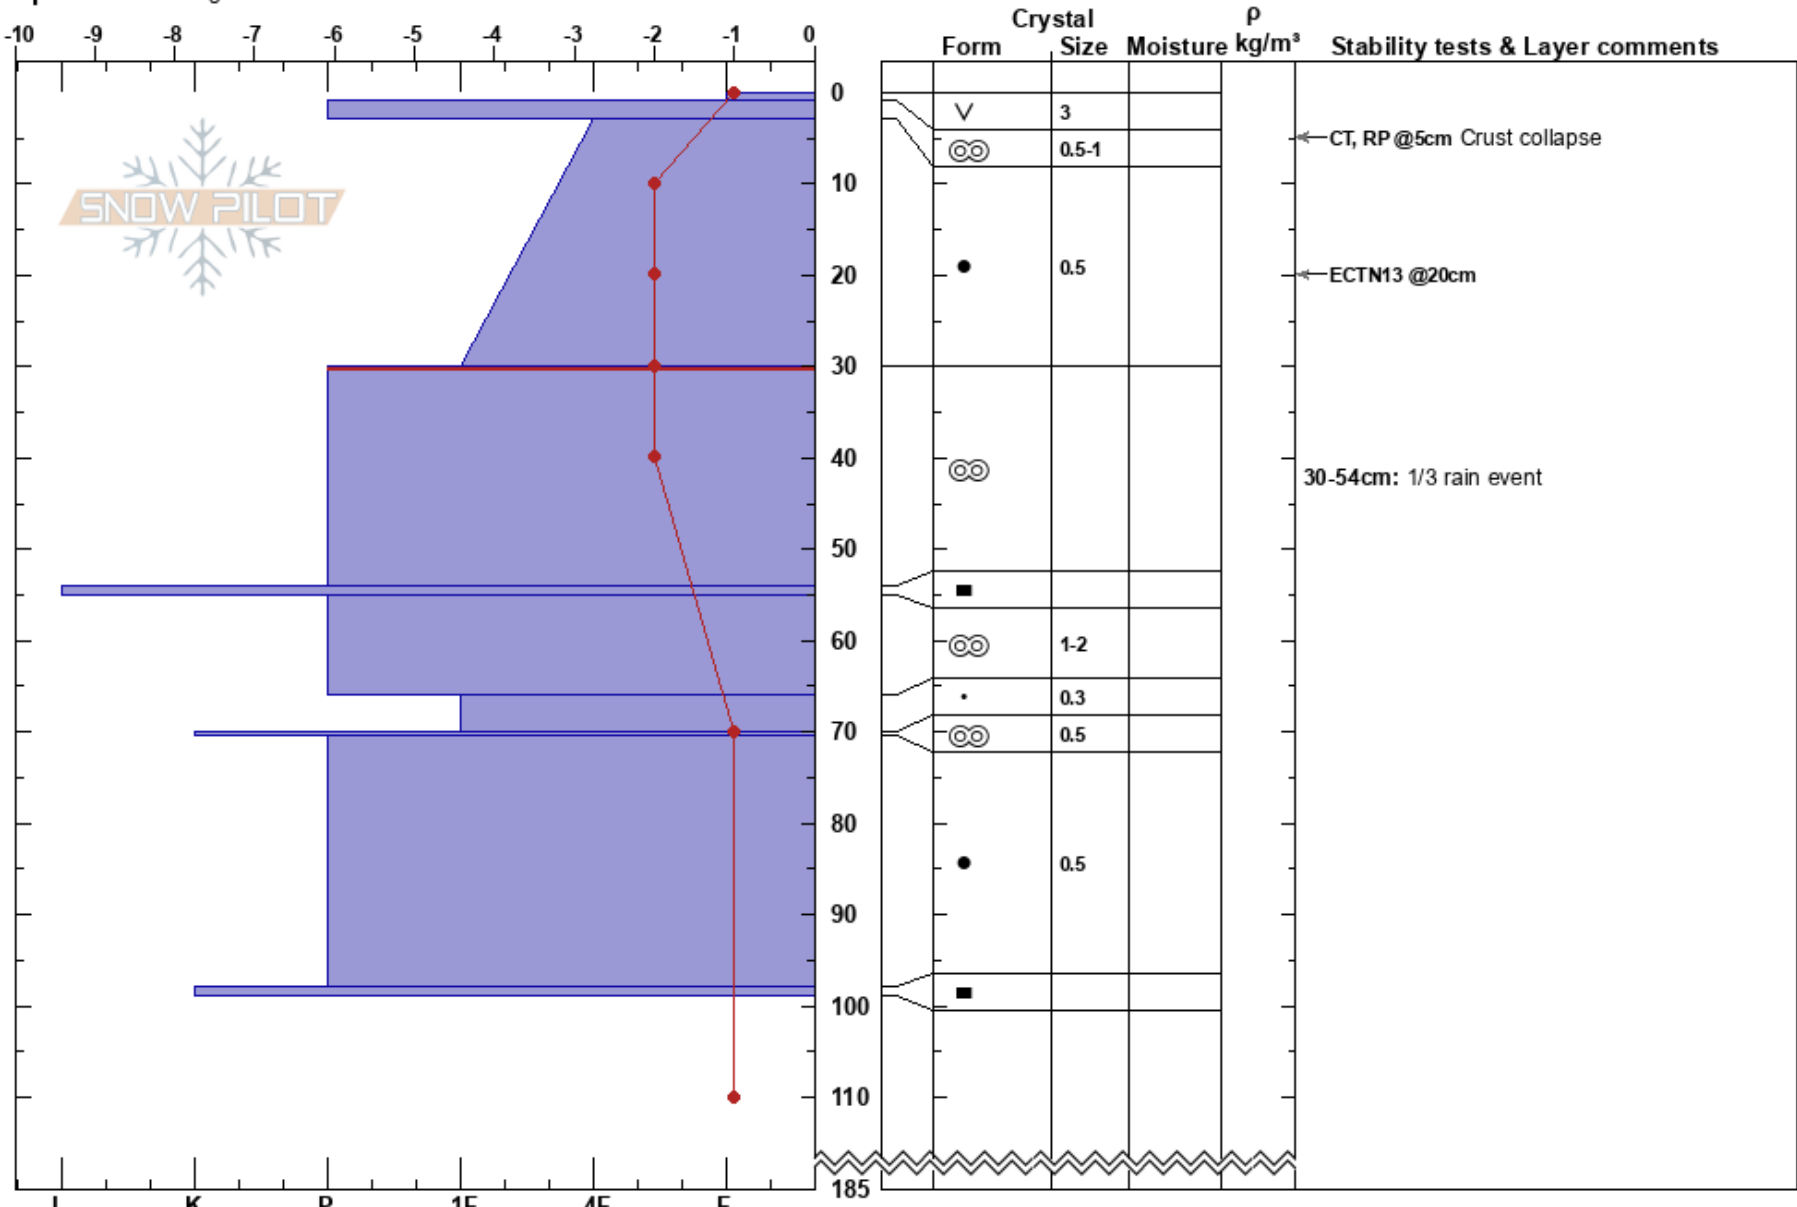 Crystal ρ
-10 -9 -8 -7 -6 -5 -4 -3 -2 -1 0
Form Size Moisture kg/m³ Stability tests & Layer comments
0
3
CT, RP @5cm Crust collapse
0.5-1
10
SNOW PILOT
0.5
20 ECTN13 @20cm
30
40
30-54cm: 1/3 rain event
50
60 1-2
0.3
70 0.5
80
0.5
90
100
110
185